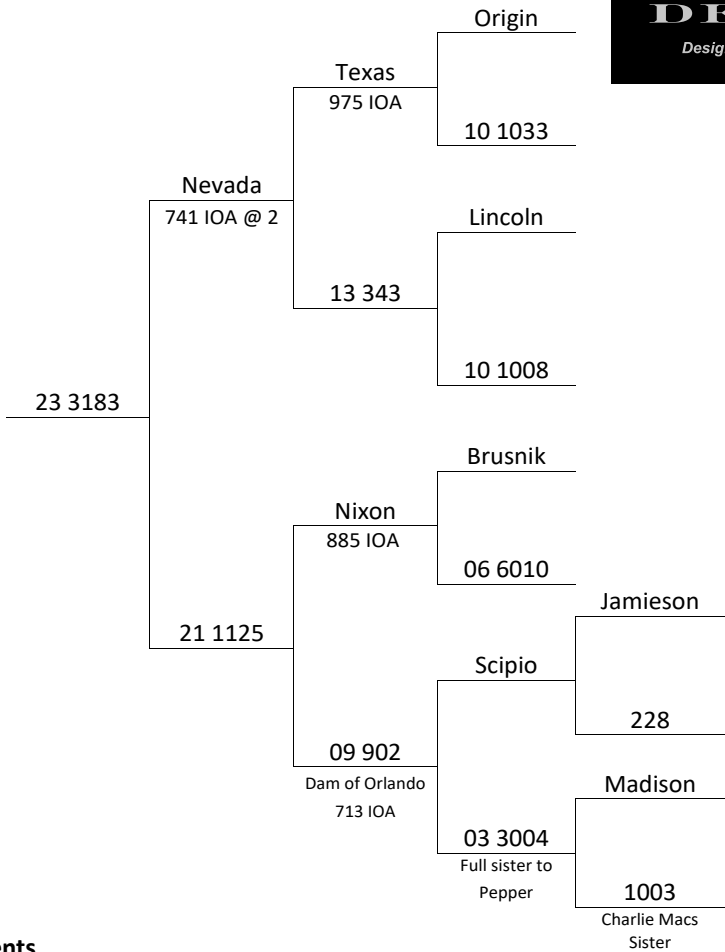 Origin
Texas
975 IOA
10 1033
Nevada
741 IOA @ 2
Lincoln
13 343
10 1008
23 3183
Brusnik
Nixon
885 IOA
06 6010
Jamieson
21 1125
Scipio
228
09 902
Dam of Orlando
713 IOA
Madison
03 3004
Full sister to
Pepper
1003
Charlie Macs
Sister